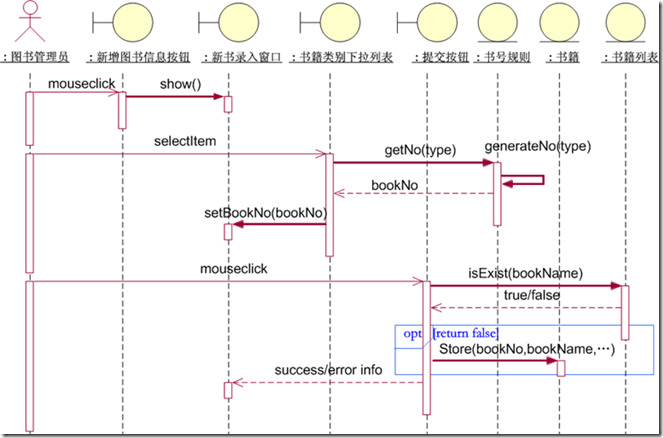 ：图书管理员 ：新增图书信息按钮 ：新书录入窗口 ：书籍类别下拉列表 ：提交按钮 ：书号规则 ：书籍 ：书籍列表
mouseclick
show()
selectItem
getNo(type)
generateNo(type)
bookNo
setBookNo(bookNo)
mouseclick
isExist(bookName)
true/false
opt [return false]
Store(bookNo,bookName,…)
success/error info